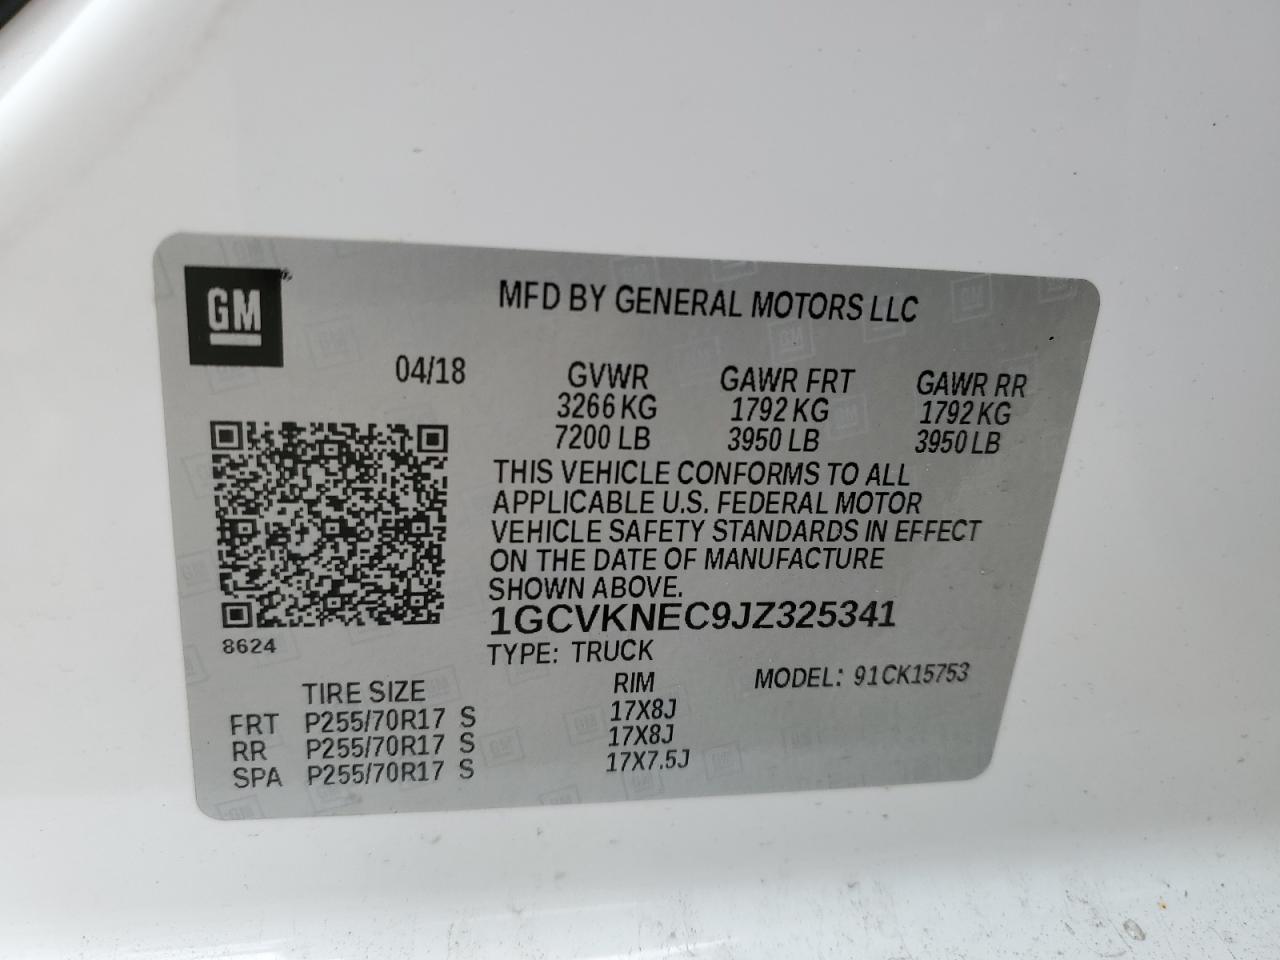 GM
MFD BY GENERAL MOTORS LLC
04/18 GVWR GAWR FRT GAWR RR
3266 KG 1792 KG 1792 KG
7200 LB 3950 LB 3950 LB
THIS VEHICLE CONFORMS TO ALL
APPLICABLE U.S. FEDERAL MOTOR
VEHICLE SAFETY STANDARDS IN EFFECT
ON THE DATE OF MANUFACTURE
SHOWN ABOVE.
1GCVKNEC9JZ325341
8624
TYPE: TRUCK
MODEL: 91CK15753
TIRE SIZE RIM
FRT P255/70R17 S 17X8J
RR P255/70R17 S 17X8J
SPA P255/70R17 S 17X7.5J